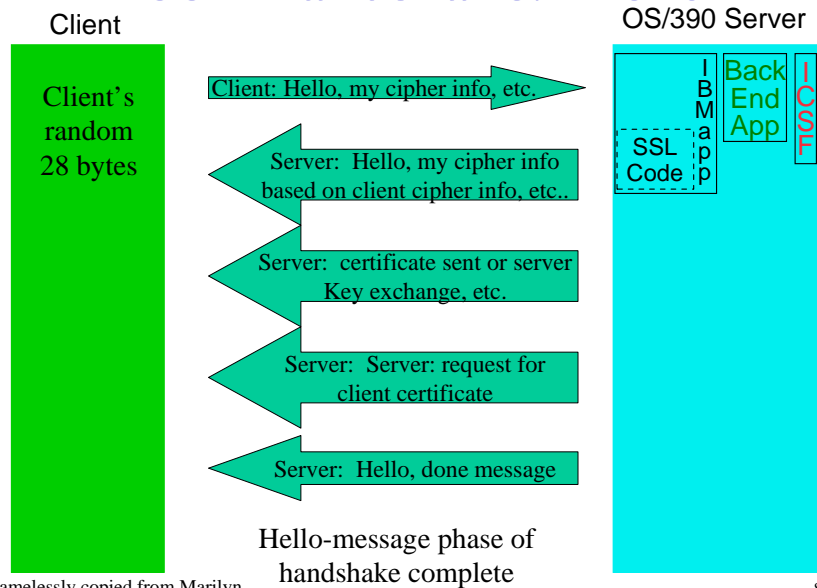 Client
OS/390 Server
Client's
random
28 bytes
Client: Hello, my cipher info, etc.
Server: Hello, my cipher info
based on client cipher info, etc..
Server: certificate sent or server
Key exchange, etc.
Server: Server: request for
client certificate
Server: Hello, done message
Hello-message phase of
handshake complete
IBM app
SSL
Code
Back
End
App
ICSF
copied from Marilyn